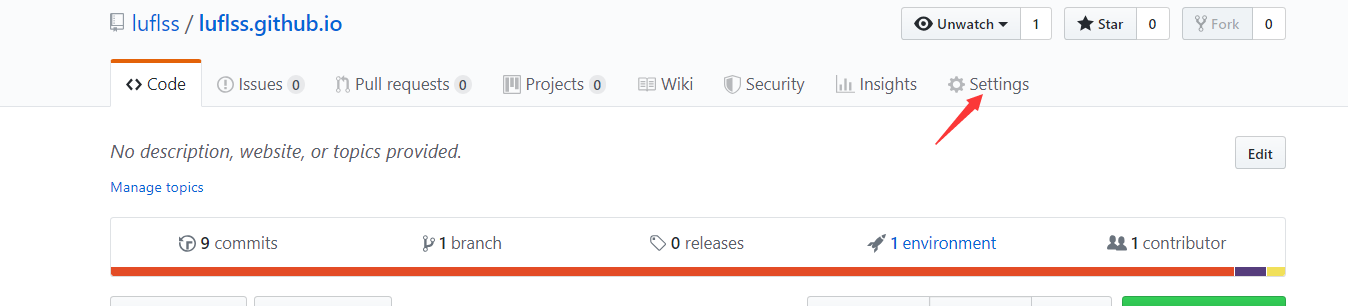 luflss / luflss.github.io Unwatch 1 Star 0 Fork 0
Code Issues 0 Pull requests 0 Projects 0 Wiki Security Insights Settings
No description, website, or topics provided. Edit
Manage topics
9 commits 1 branch 0 releases 1 environment 1 contributor